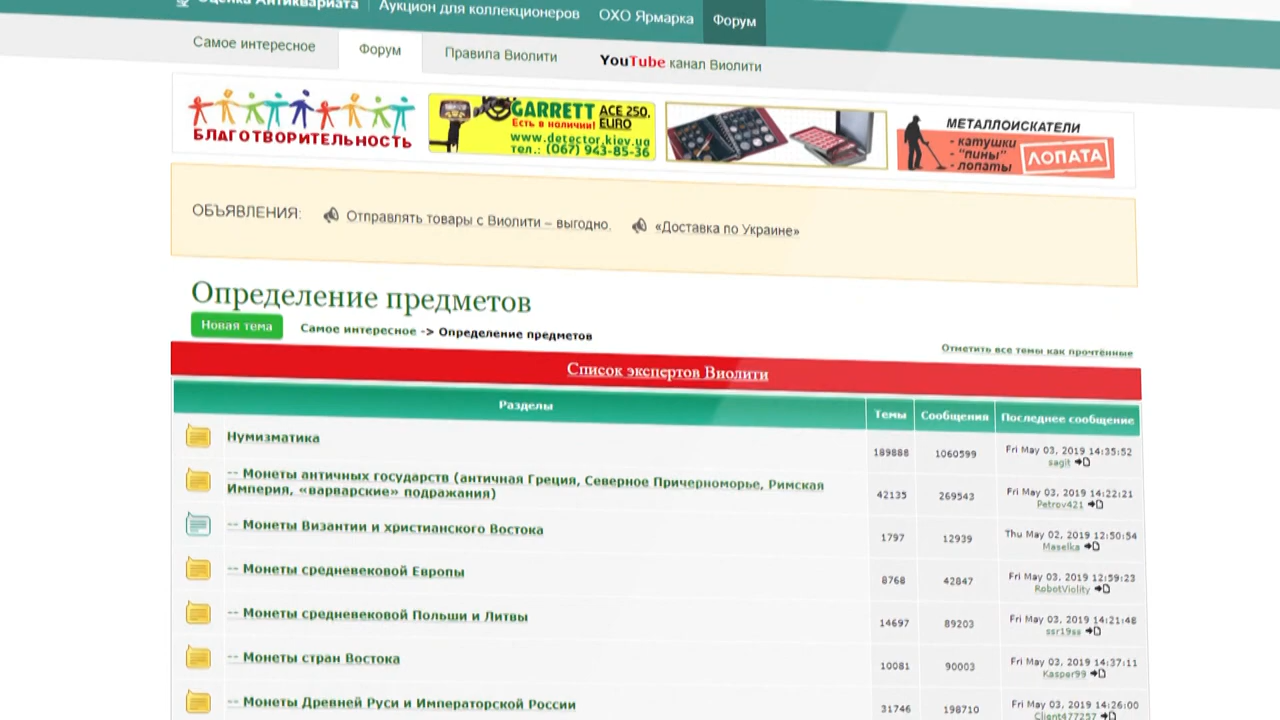 Оценка Антиквариата
Аукцион для коллекционеров
ОХО Ярмарка
Форум
Самое интересное
Форум
Правила Виолити
YouTube канал Виолити
БЛАГОТВОРИТЕЛЬНОСТЬ
GARRETT ACE 250, EURO
Есть в наличии!
www.detector.kiev.ua
тел.: (067) 943-85-36
МЕТАЛЛОИСКАТЕЛИ
- катушки
- "пины"
- лопаты
ЛОПАТА
ОБЪЯВЛЕНИЯ:
Отправлять товары с Виолити – выгодно.
«Доставка по Украине»
Определение предметов
Новая тема
Самое интересное -> Определение предметов
Отметить все темы как прочтённые
Список экспертов Виолити
Разделы Темы Сообщения Последнее сообщение
Нумизматика 189888 1060599 Fri May 03, 2019 14:35:52
sagit
-- Монеты античных государств (античная Греция, Северное Причерноморье, Римская
Империя, «варварские» подражания) 42135 269543 Fri May 03, 2019 14:22:21
Petrov421
-- Монеты Византии и христианского Востока 1797 12939 Thu May 02, 2019 12:50:54
Maselka
-- Монеты средневековой Европы 8768 42847 Fri May 03, 2019 12:59:23
RobotViolity
-- Монеты средневековой Польши и Литвы 14697 89203 Fri May 03, 2019 14:21:48
ssr19ss
-- Монеты стран Востока 10081 90003 Fri May 03, 2019 14:37:11
Kasper99
-- Монеты Древней Руси и Императорской России 31746 198710 Fri May 03, 2019 14:26:00
Client477257